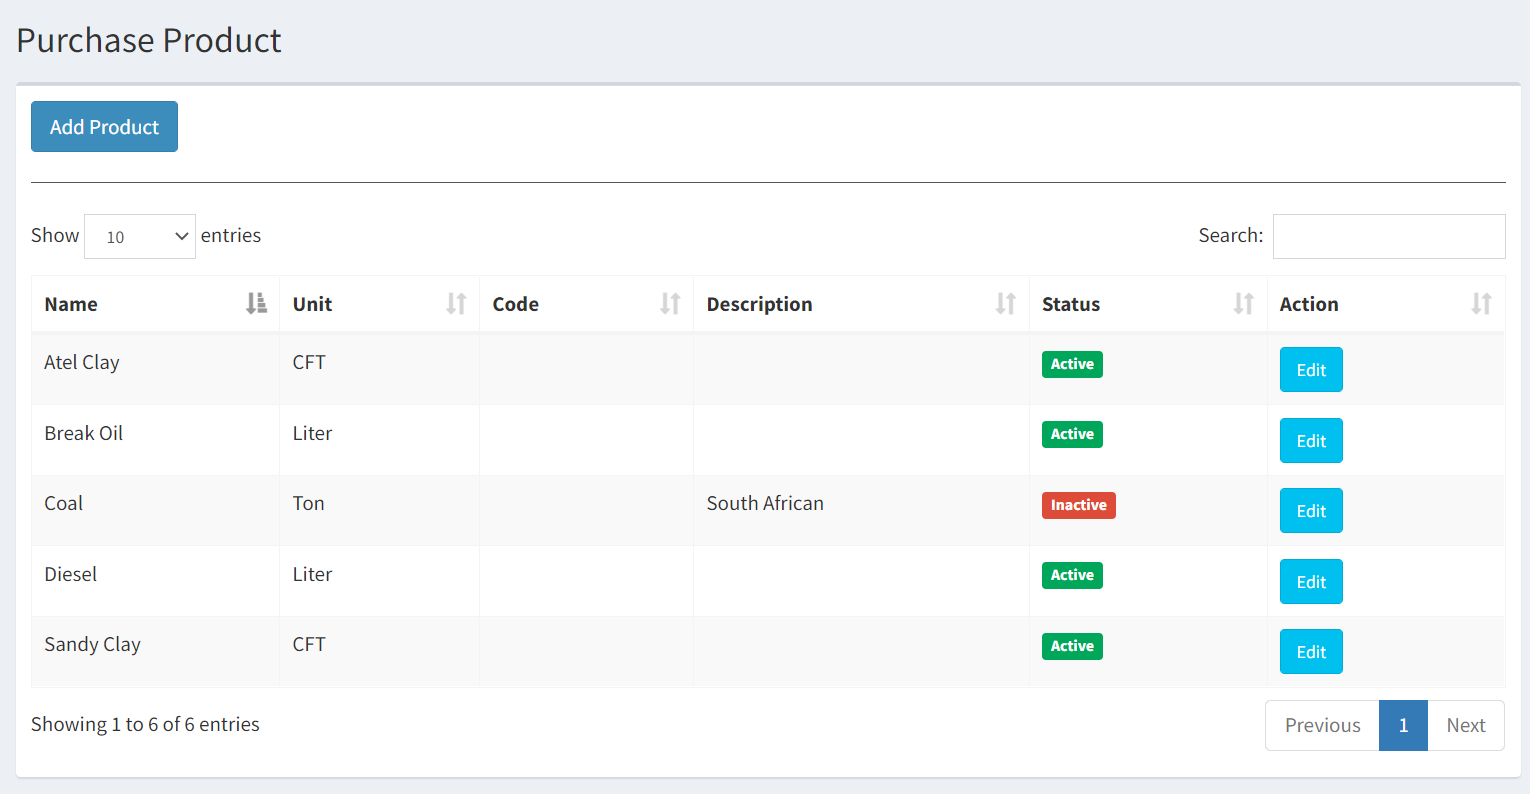 Purchase Product
Add Product
Show 10 entries
Search:
Name Unit Code Description Status Action
Atel Clay CFT Active Edit
Break Oil Liter Active Edit
Coal Ton South African Inactive Edit
Diesel Liter Active Edit
Sandy Clay CFT Active Edit
Showing 1 to 6 of 6 entries
Previous 1 Next